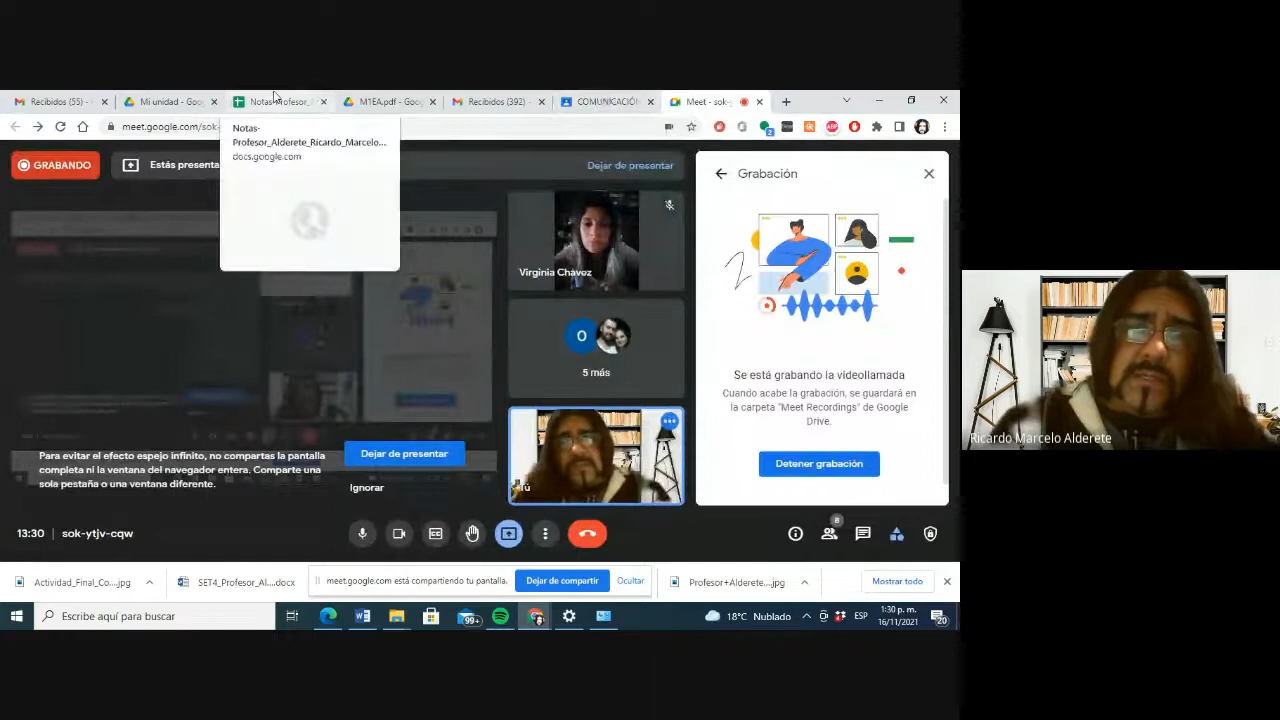 Recibidos (55) -
Mi unidad - Goo
Notas-Profesor_
M1EA.pdf - Goo
Recibidos (392) -
COMUNICACIÓN
Meet - sok-
meet.google.com/sok-
Notas-
Profesor_Alderete_Ricardo_Marcelo...
docs.google.com
GRABANDO
Estás presenta
Dejar de presentar
Grabación
Virginia Chávez
O
5 más
Se está grabando la videollamada
Cuando acabe la grabación, se guardará en
la carpeta "Meet Recordings" de Google
Drive.
Detener grabación
Para evitar el efecto espejo infinito, no compartas la pantalla
completa ni la ventana del navegador entera. Comparte una
sola pestaña o una ventana diferente.
Dejar de presentar
Ignorar
Tú
Ricardo Marcelo Alderete
13:30
sok-ytjv-cqw
8
Actividad_Final_Co....jpg
SET4_Profesor_Al....docx
meet.google.com está compartiendo tu pantalla.
Dejar de compartir
Ocultar
Profesor+Alderete....jpg
Mostrar todo
Escribe aquí para buscar
99+
18°C Nublado
ESP
1:30 p. m.
16/11/2021
20